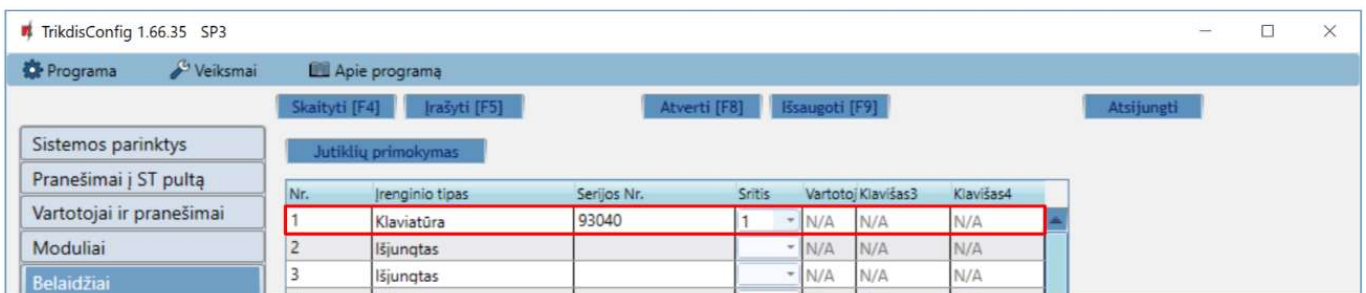 TrikdisConfig 1.66.35 SP3
Programa Veiksmai Apie programą
Skaityti [F4] Įrašyti [F5] Atverti [F8] Išsaugoti [F9] Atsijungti
Sistemos parinktys
Jutiklių primokymas
Pranešimai į ST pultą
Nr. Įrenginio tipas Serijos Nr. Sritis Vartotoj Klavišas3 Klavišas4
Vartotojai ir pranešimai
1 Klaviatūra 93040 1 N/A N/A N/A
Moduliai
2 Išjungtas N/A N/A N/A
Belaidžiai
3 Išjungtas N/A N/A N/A